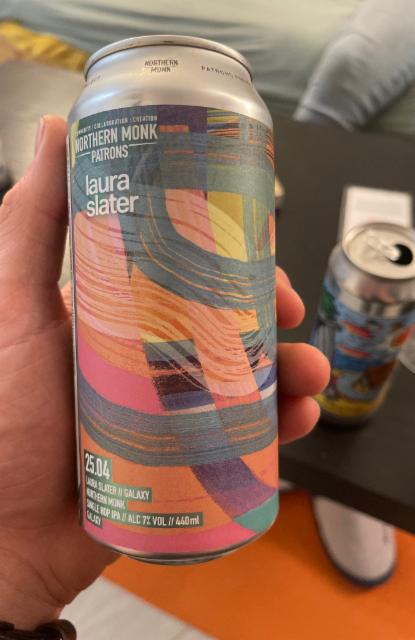 NORTHERN
MONK
COMMUNITY / COLLABORATION / CREATION
NORTHERN MONK
PATRONS
laura
slater
25.04
LAURA SLATER // GALAXY
NORTHERN MONK
SINGLE HOP IPA // ALC 7% VOL // 440ml
GALAXY